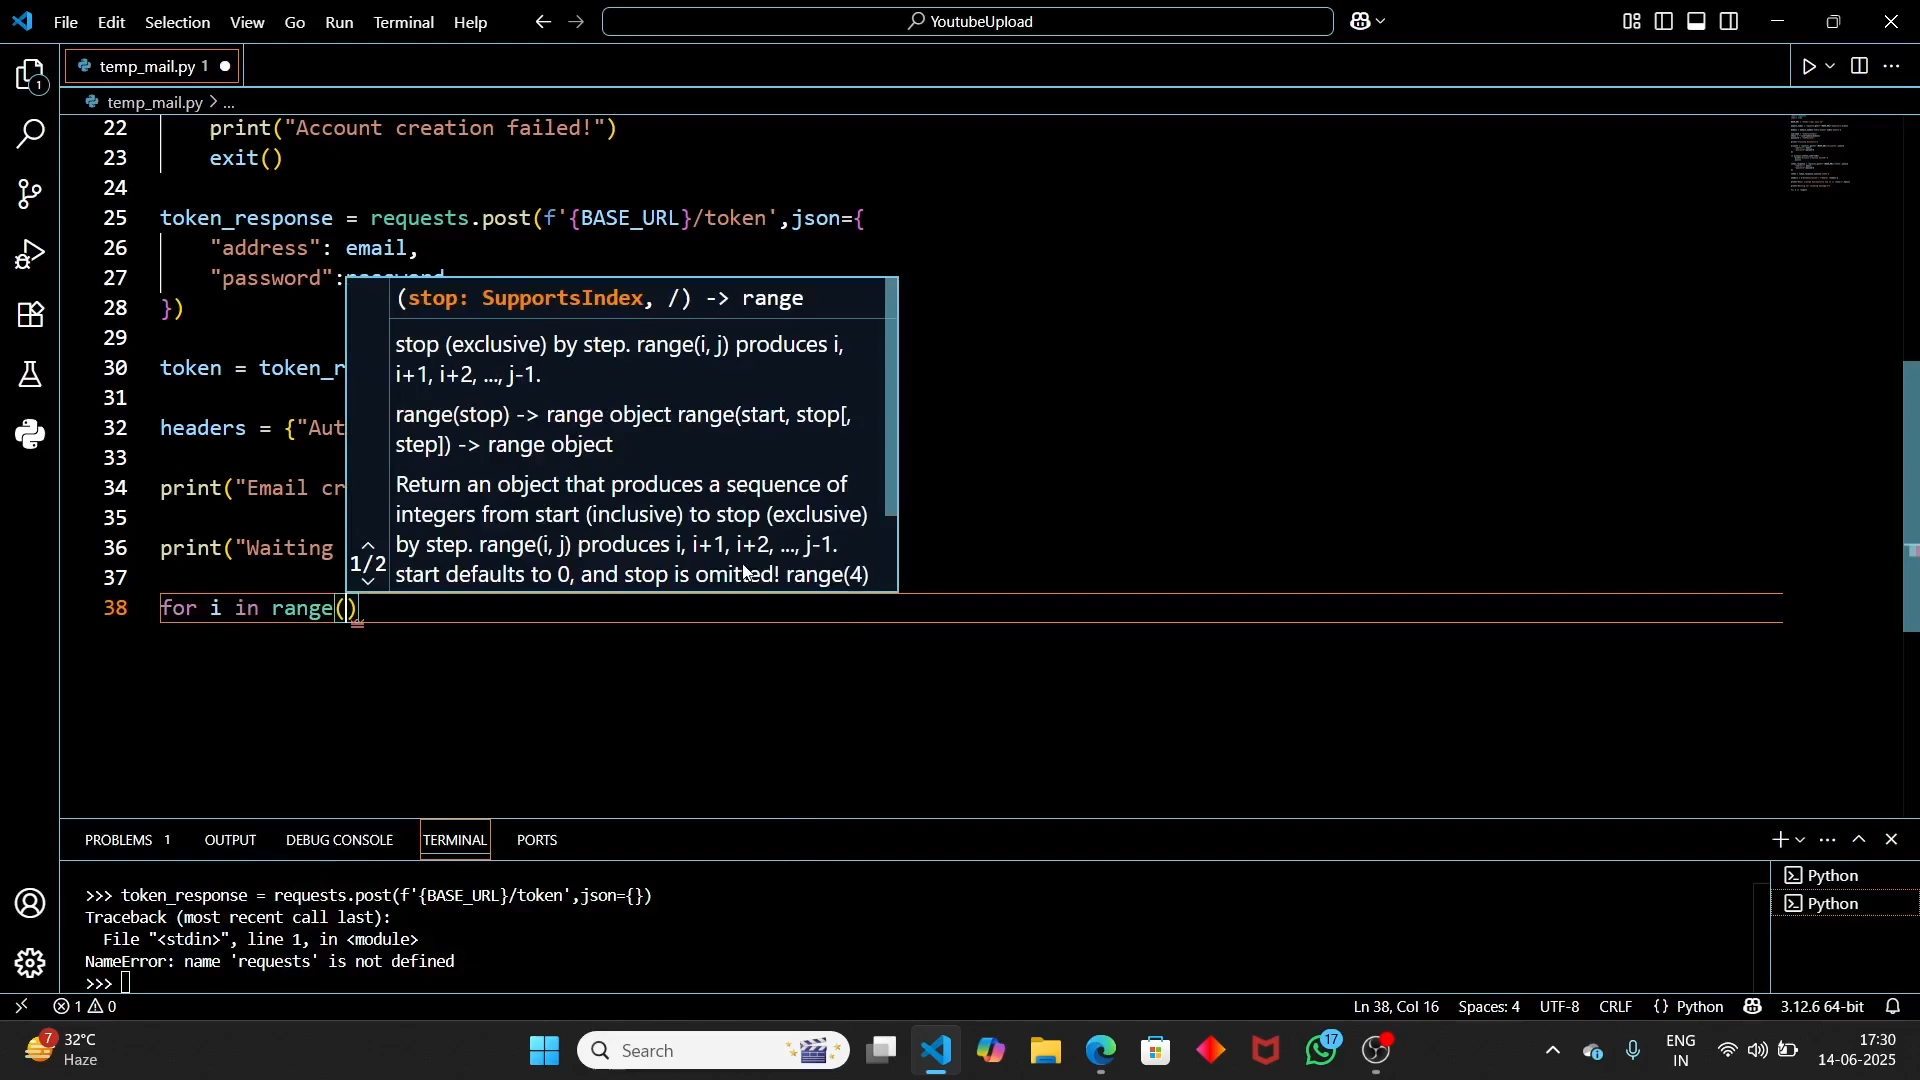 File Edit Selection View Go Run Terminal Help
YoutubeUpload
temp_mail.py 1
temp_mail.py > ...
22 print("Account creation failed!")
23 exit()
24
25 token_response = requests.post(f'{BASE_URL}/token',json={
26 "address": email,
27 "password":password
28 })
29
30 token = token_r
31
32 headers = {"Aut
33
34 print("Email cr
35
36 print("Waiting
37
38 for i in range()
(stop: SupportsIndex, /) -> range
stop (exclusive) by step. range(i, j) produces i,
i+1, i+2, ..., j-1.
range(stop) -> range object range(start, stop[,
step]) -> range object
Return an object that produces a sequence of
integers from start (inclusive) to stop (exclusive)
by step. range(i, j) produces i, i+1, i+2, ..., j-1.
start defaults to 0, and stop is omitted! range(4)
1/2
PROBLEMS 1 OUTPUT DEBUG CONSOLE TERMINAL PORTS
>>> token_response = requests.post(f'{BASE_URL}/token',json={})
Traceback (most recent call last):
File "<stdin>", line 1, in <module>
NameError: name 'requests' is not defined
>>>
Python
Python
1 0
Ln 38, Col 16 Spaces: 4 UTF-8 CRLF {} Python 3.12.6 64-bit
7 32°C
Haze
Search
17
ENG
IN
17:30
14-06-2025